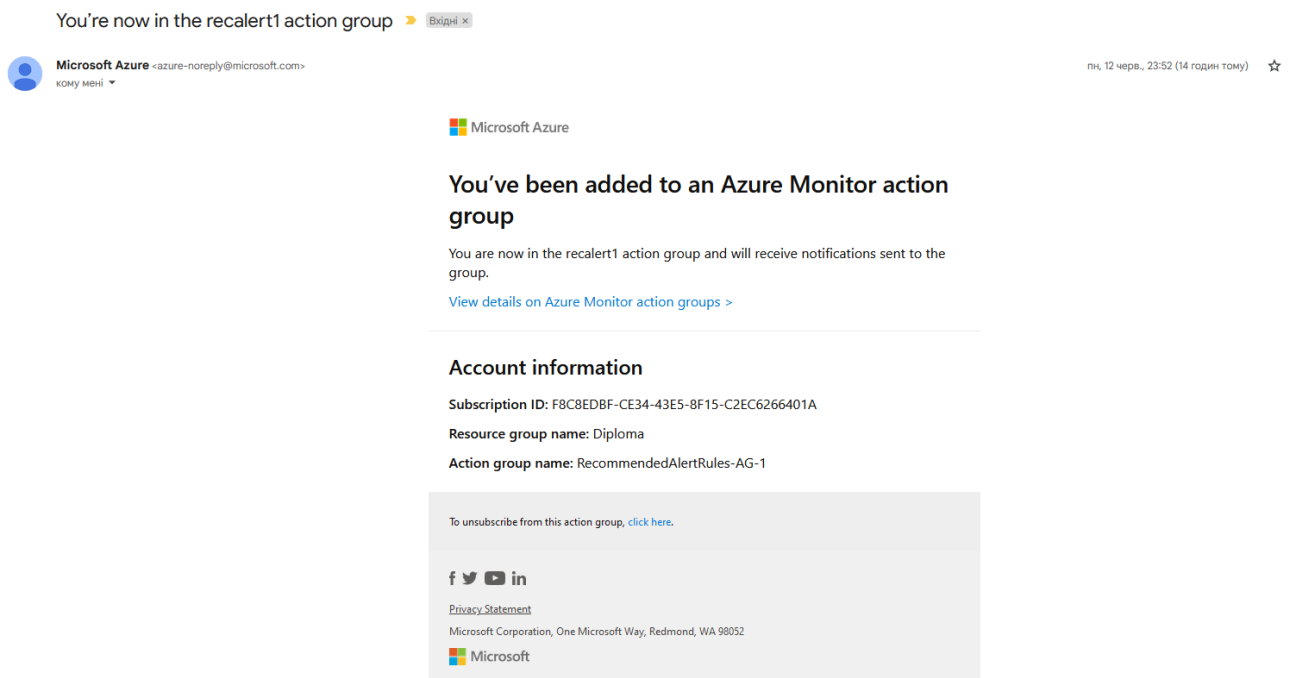 You're now in the recalert1 action group Вхідні ×
Microsoft Azure <azure-noreply@microsoft.com>
пн, 12 черв., 23:52 (14 годин тому)
кому мені
Microsoft Azure
You've been added to an Azure Monitor action
group
You are now in the recalert1 action group and will receive notifications sent to the
group.
View details on Azure Monitor action groups >
Account information
Subscription ID: F8C8EDBF-CE34-43E5-8F15-C2EC6266401A
Resource group name: Diploma
Action group name: RecommendedAlertRules-AG-1
To unsubscribe from this action group, click here.
Privacy Statement
Microsoft Corporation, One Microsoft Way, Redmond, WA 98052
Microsoft